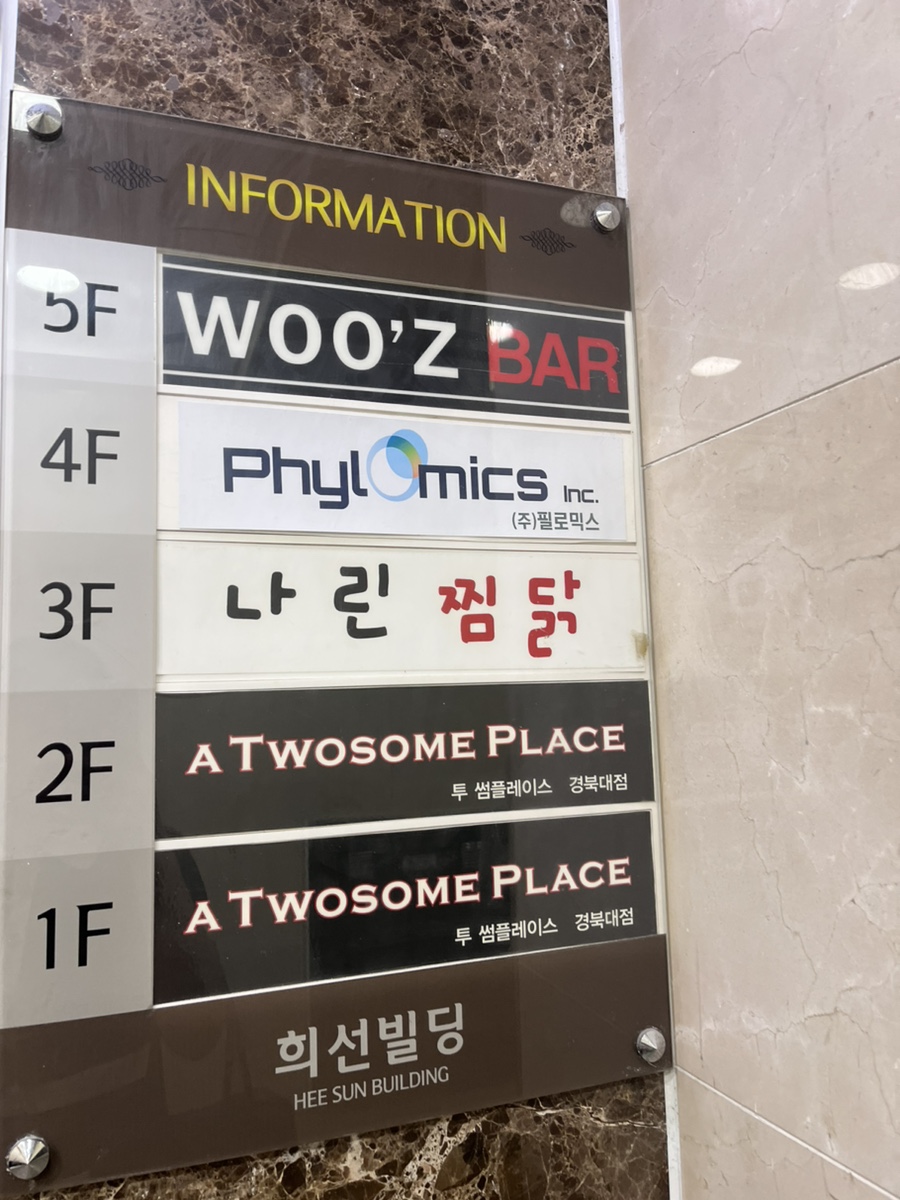 INFORMATION
5F
WOO'Z BAR
4F
PhylOmics Inc.
(주)필로믹스
3F
나린찜닭
2F
A TWOSOME PLACE
투 썸플레이스 경북대점
1F
A TWOSOME PLACE
투 썸플레이스 경북대점
희선빌딩
HEE SUN BUILDING